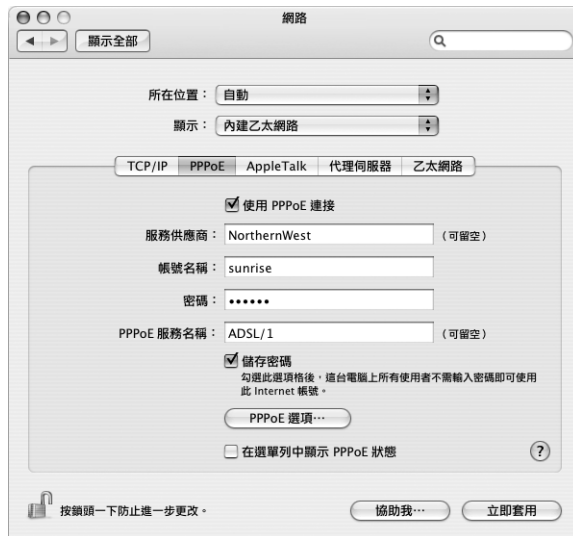 網路
顯示全部
所在位置： 自動
顯示： 內建乙太網路
TCP/IP PPPoE AppleTalk 代理伺服器 乙太網路
使用 PPPoE 連接
服務供應商： NorthernWest （可留空）
帳號名稱： sunrise
密碼： ••••••
PPPoE 服務名稱： ADSL/1 （可留空）
儲存密碼
勾選此選項格後，這台電腦上所有使用者不需輸入密碼即可使用
此 Internet 帳號。
PPPoE 選項⋯
在選單列中顯示 PPPoE 狀態
?
按鎖頭一下防止進一步更改。
協助我⋯ 立即套用